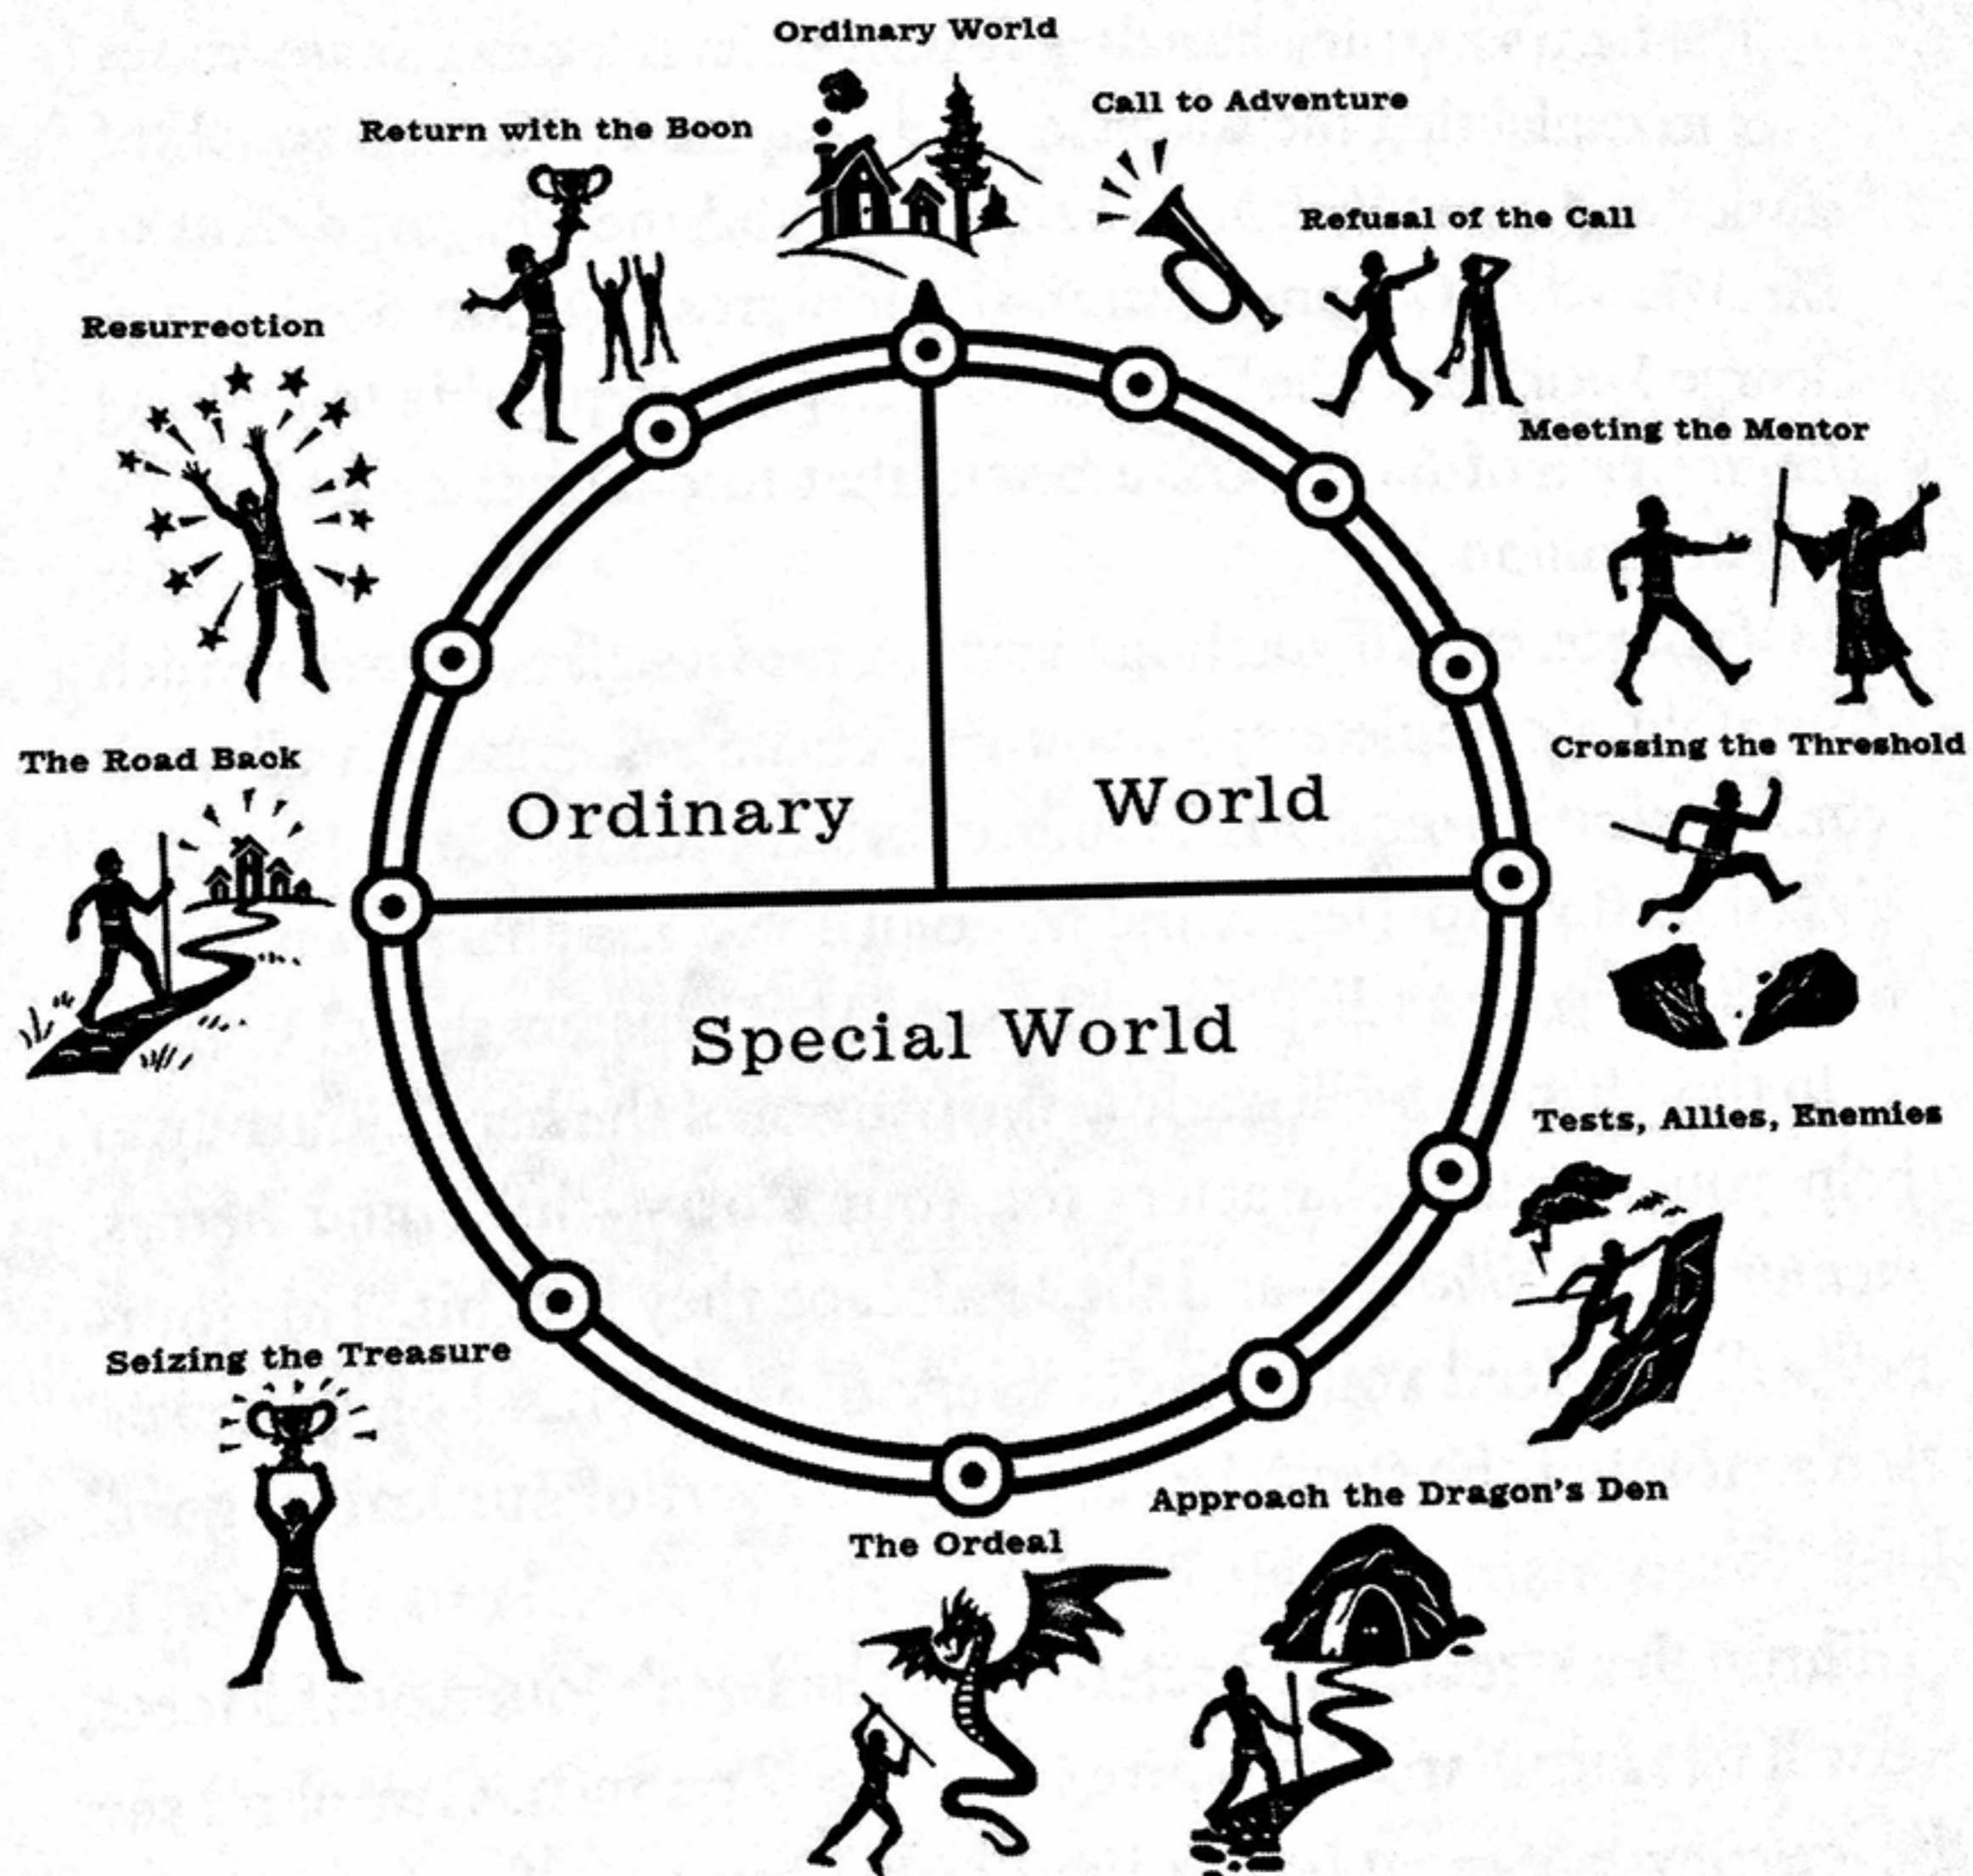 Ordinary World
Call to Adventure
Refusal of the Call
Meeting the Mentor
Crossing the Threshold
Tests, Allies, Enemies
Approach the Dragon's Den
The Ordeal
Seizing the Treasure
The Road Back
Resurrection
Return with the Boon
Ordinary World
Special World